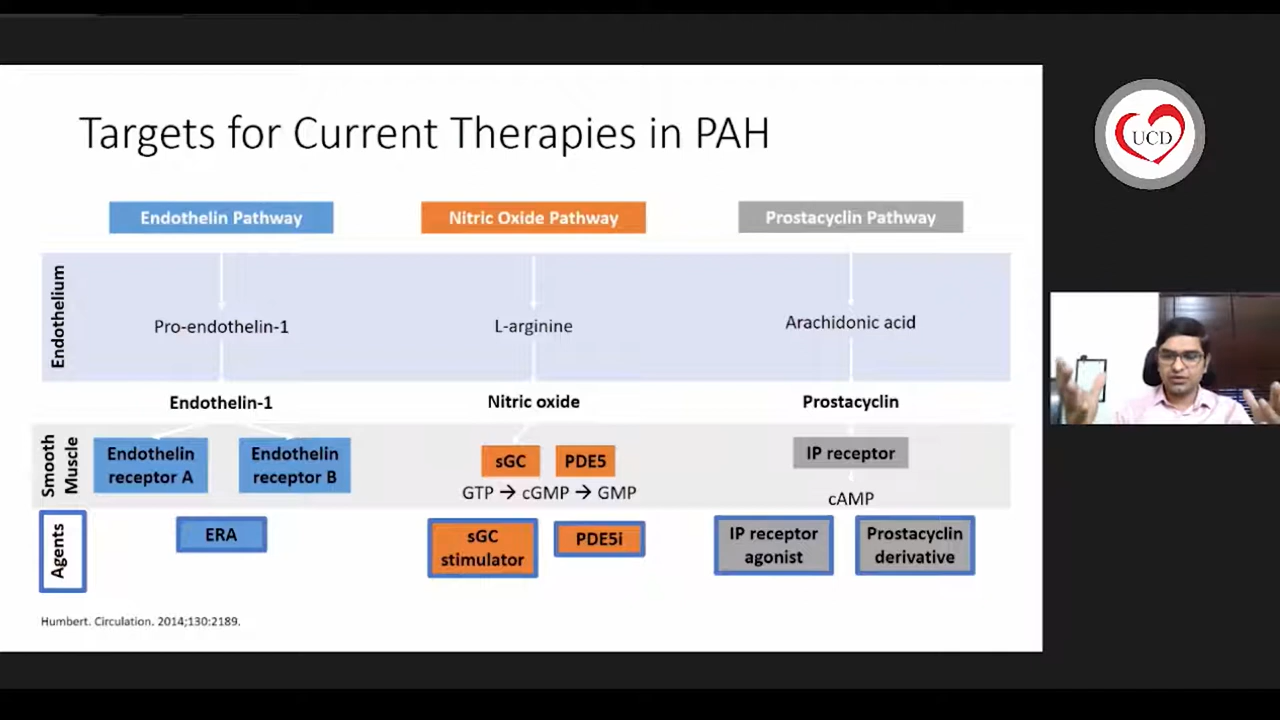 Targets for Current Therapies in PAH
UCD
Endothelin Pathway
Nitric Oxide Pathway
Prostacyclin Pathway
Endothelium
Pro-endothelin-1
L-arginine
Arachidonic acid
Endothelin-1
Nitric oxide
Prostacyclin
Smooth
Muscle
Endothelin
receptor A
Endothelin
receptor B
sGC
PDE5
GTP → cGMP → GMP
IP receptor
cAMP
Agents
ERA
sGC
stimulator
PDE5i
IP receptor
agonist
Prostacyclin
derivative
Humbert. Circulation. 2014;130:2189.